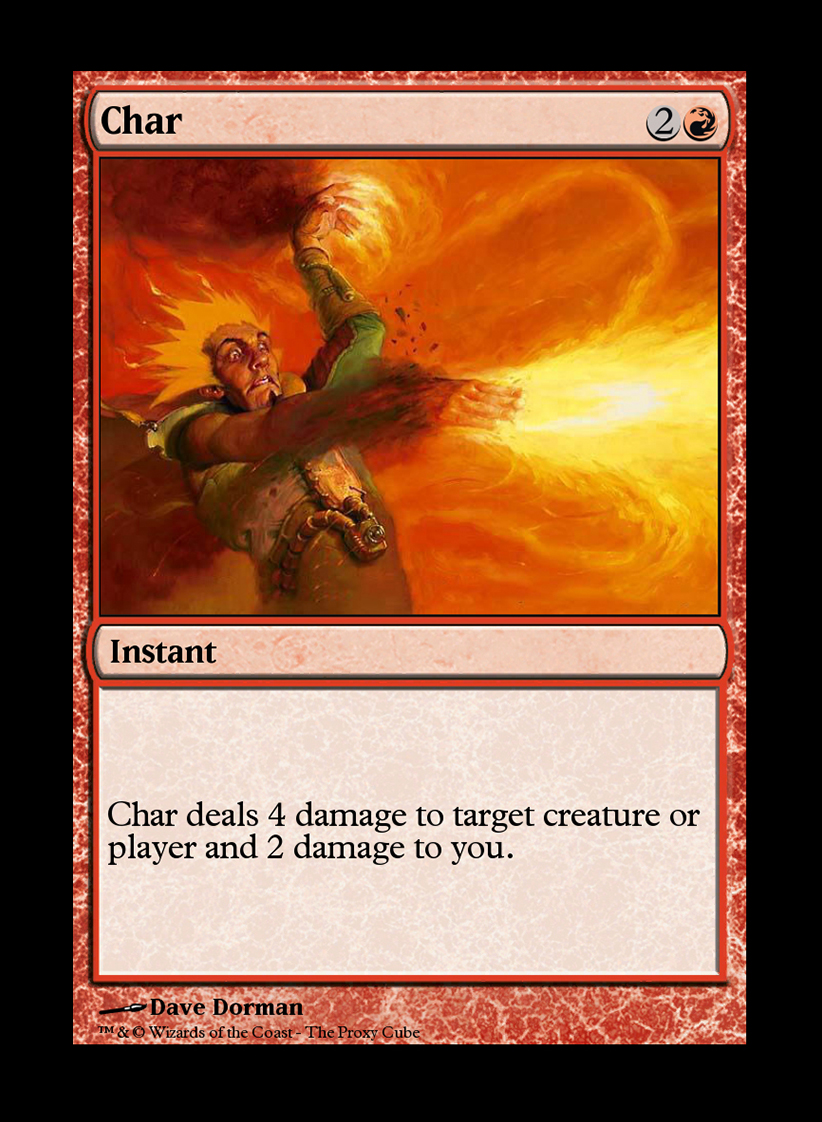 Char 2
Instant
Char deals 4 damage to target creature or
player and 2 damage to you.
Dave Dorman
™ & © Wizards of the Coast - The Proxy Cube